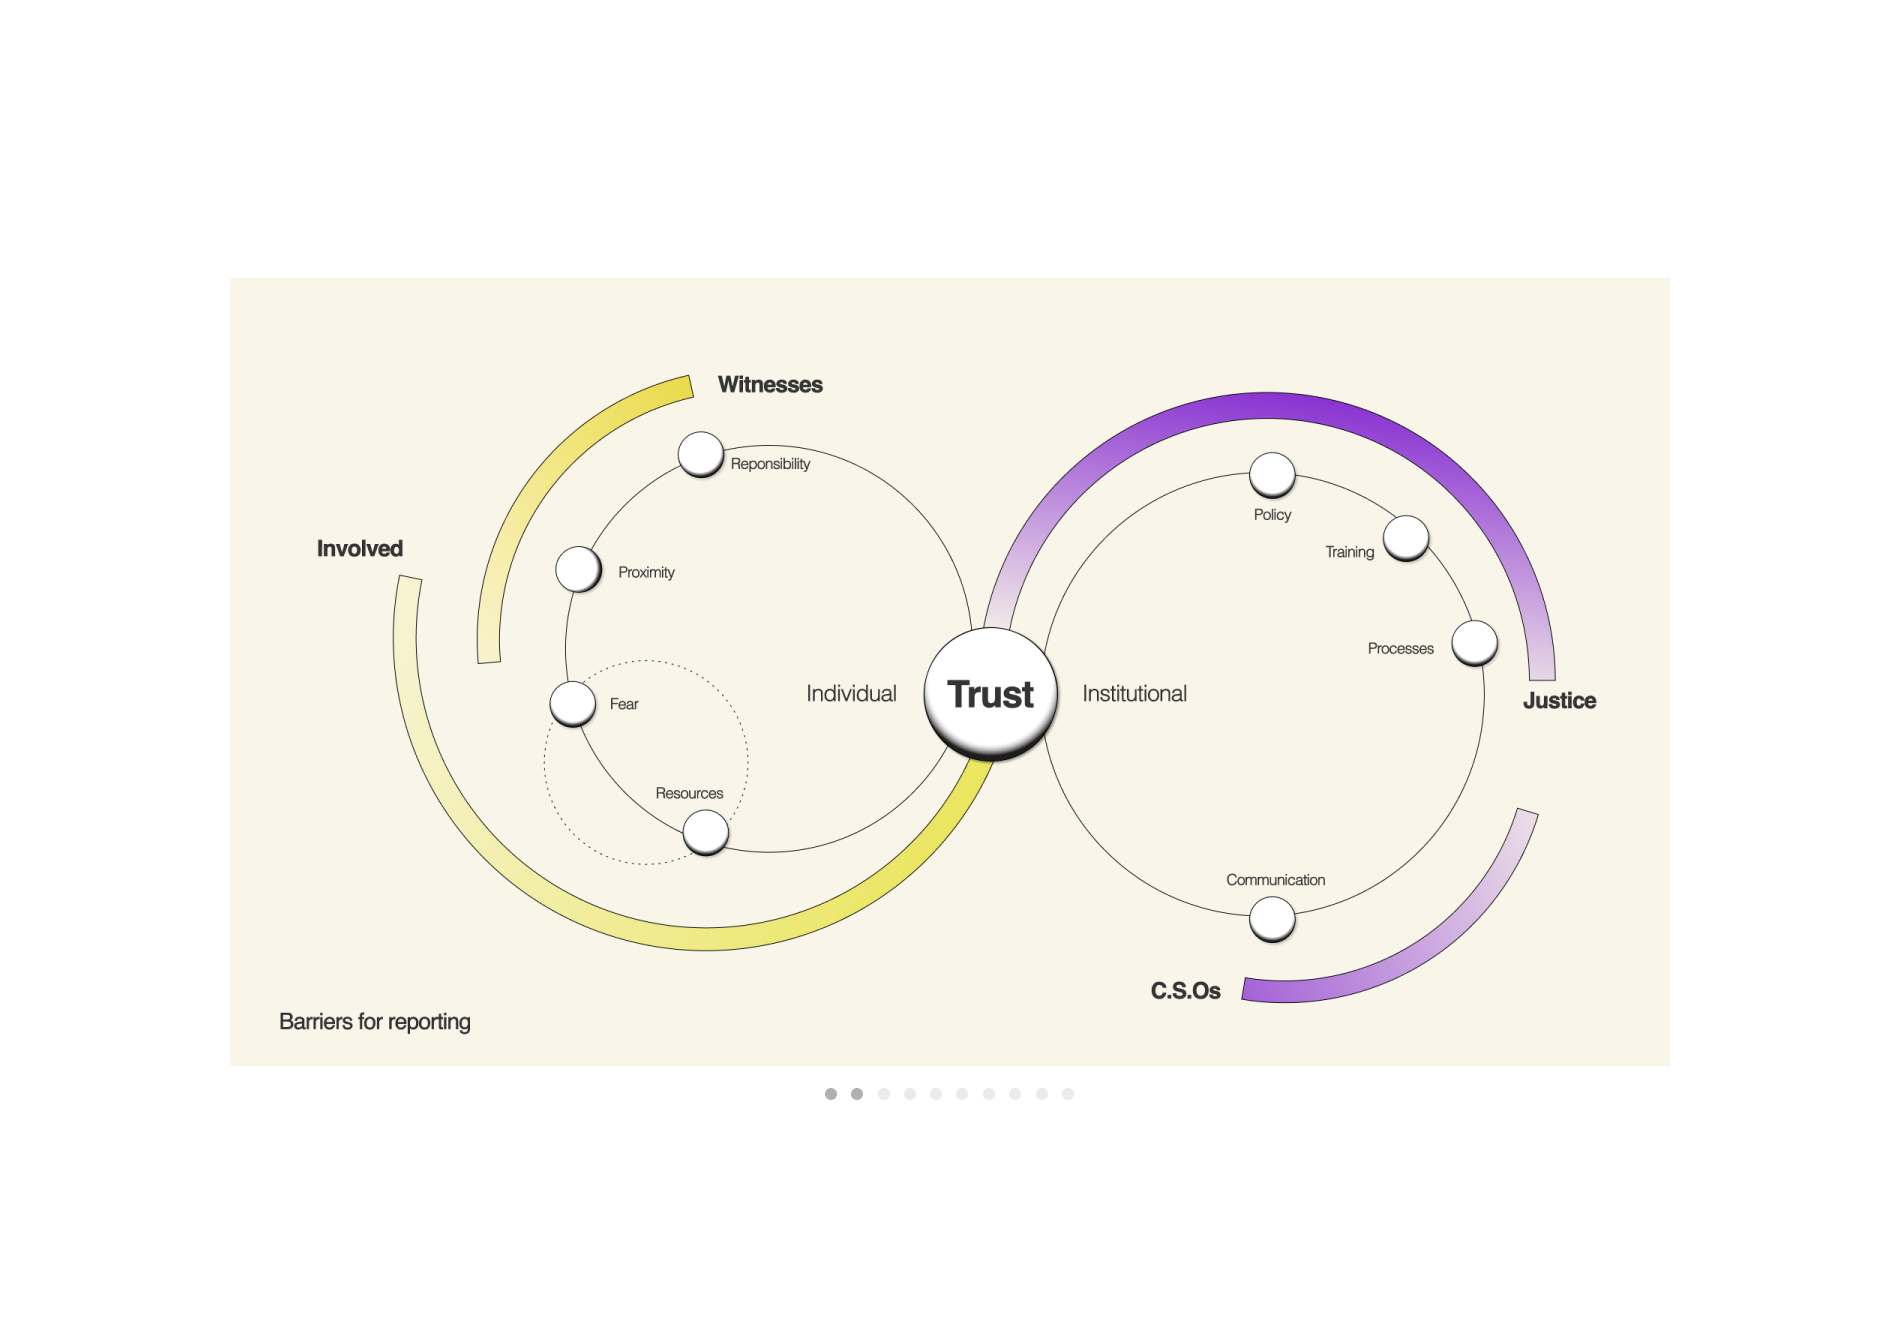 Witnesses
Reponsibility
Involved
Proximity
Fear
Resources
Individual
Trust
Institutional
Policy
Training
Processes
Justice
Communication
C.S.Os
Barriers for reporting